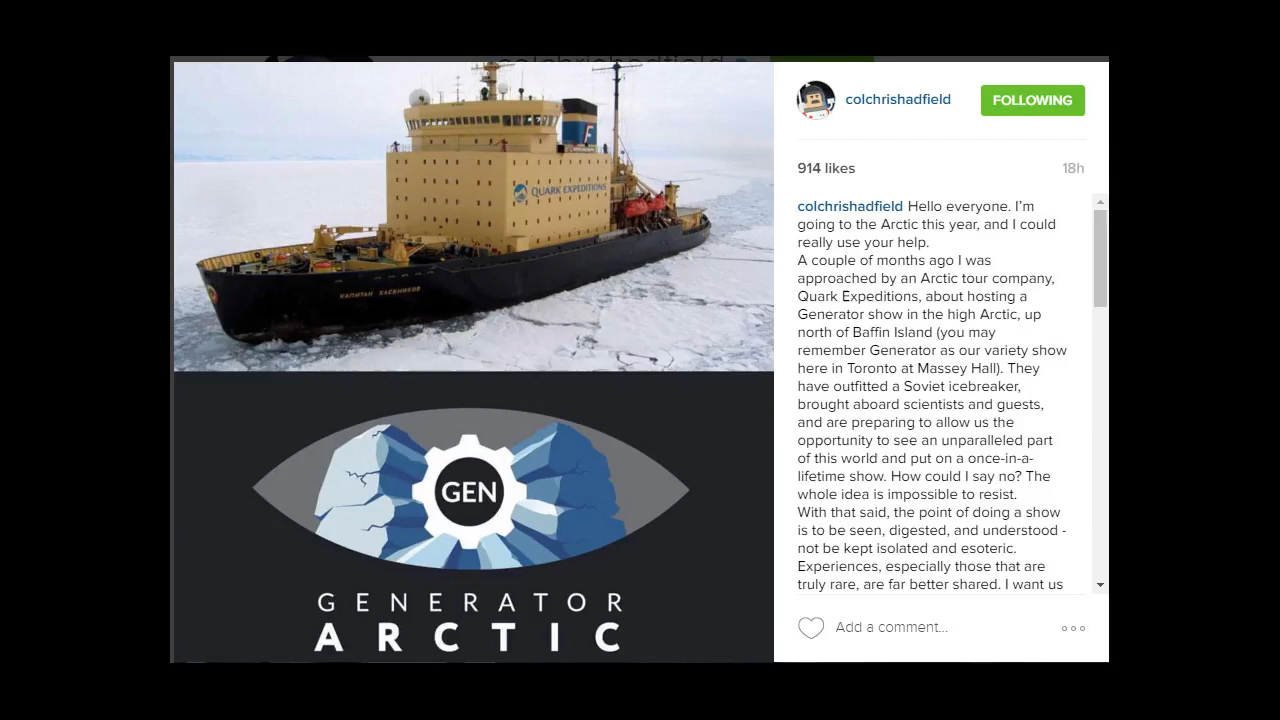 colchrishadfield
F
QUARK EXPEDITIONS
КАПИТАН ХЛЕБНИКОВ
GEN
GENERATOR
ARCTIC
colchrishadfield
FOLLOWING
914 likes
18h
colchrishadfield Hello everyone. I'm
going to the Arctic this year, and I could
really use your help.
A couple of months ago I was
approached by an Arctic tour company,
Quark Expeditions, about hosting a
Generator show in the high Arctic, up
north of Baffin Island (you may
remember Generator as our variety show
here in Toronto at Massey Hall). They
have outfitted a Soviet icebreaker,
brought aboard scientists and guests,
and are preparing to allow us the
opportunity to see an unparalleled part
of this world and put on a once-in-a-
lifetime show. How could I say no? The
whole idea is impossible to resist.
With that said, the point of doing a show
is to be seen, digested, and understood -
not be kept isolated and esoteric.
Experiences, especially those that are
truly rare, are far better shared. I want us
Add a comment...